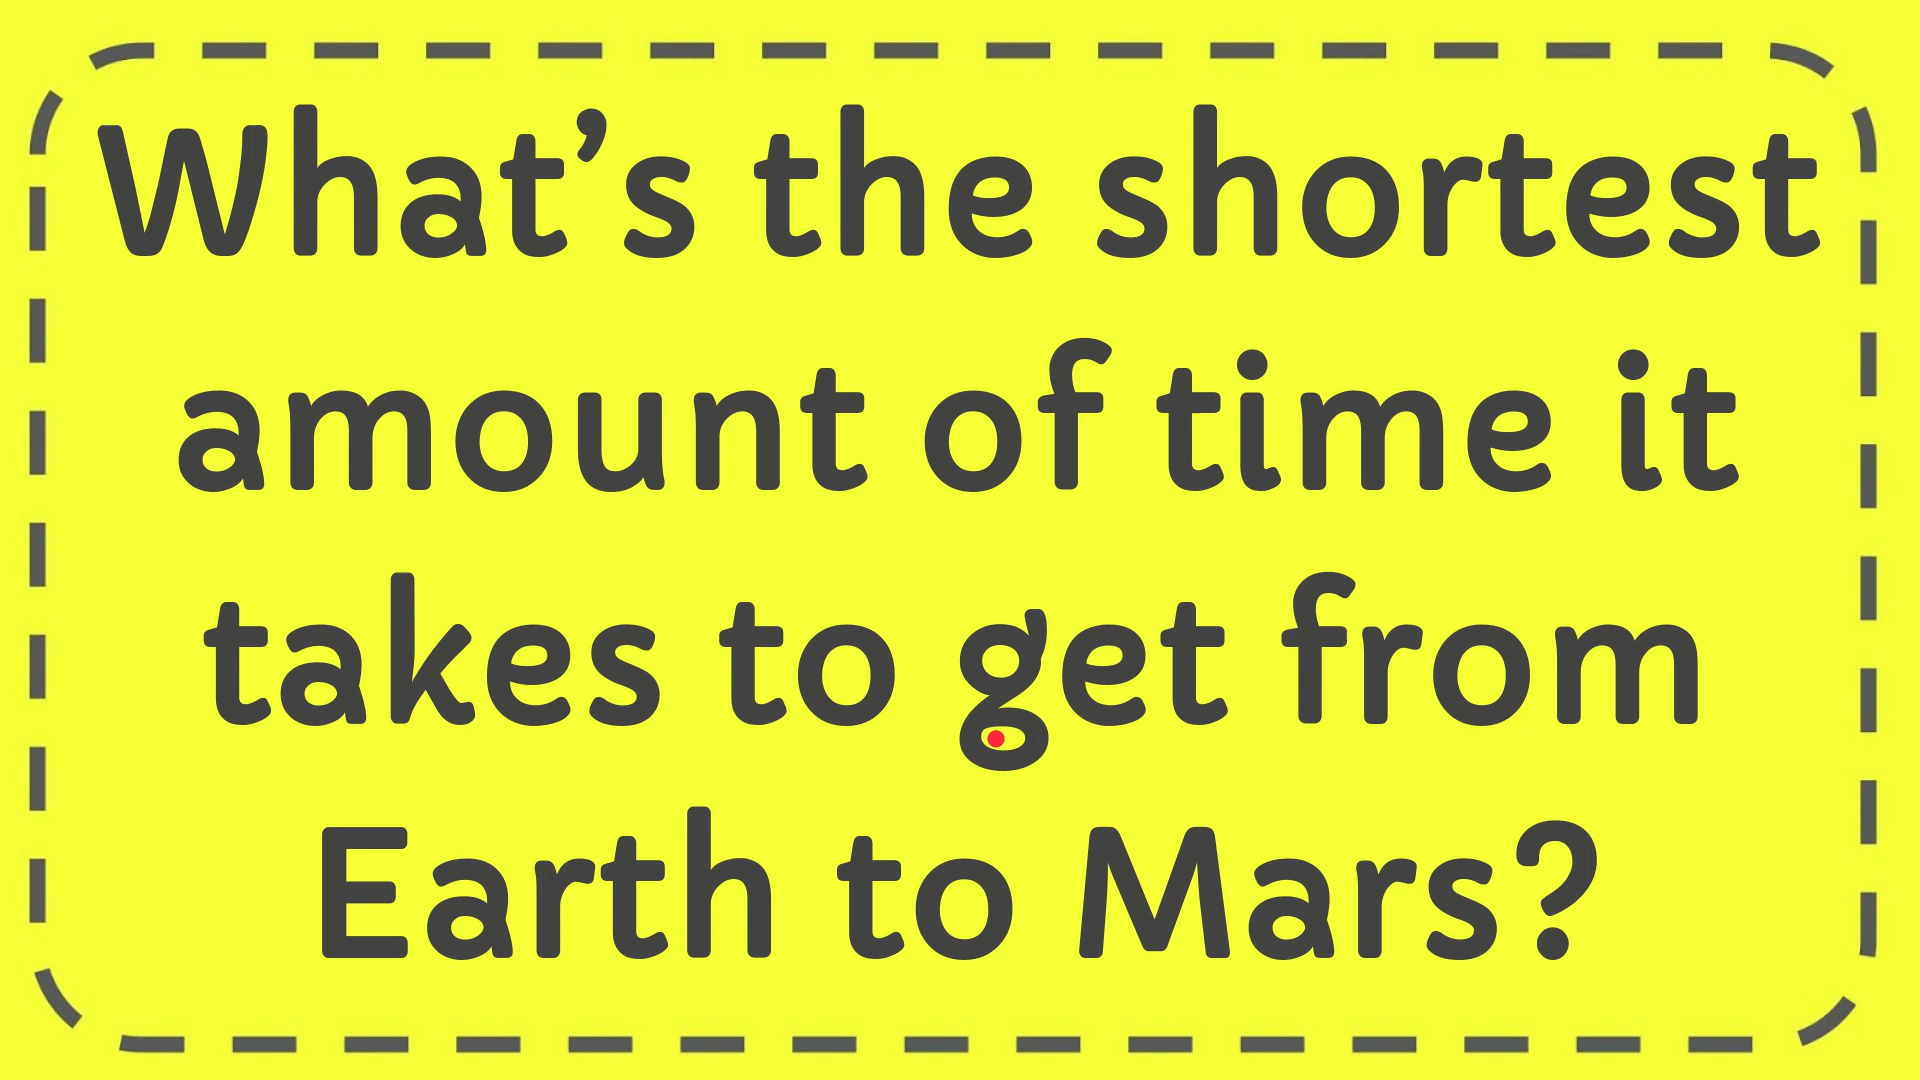 What’s the shortest
amount of time it
takes to get from
Earth to Mars?